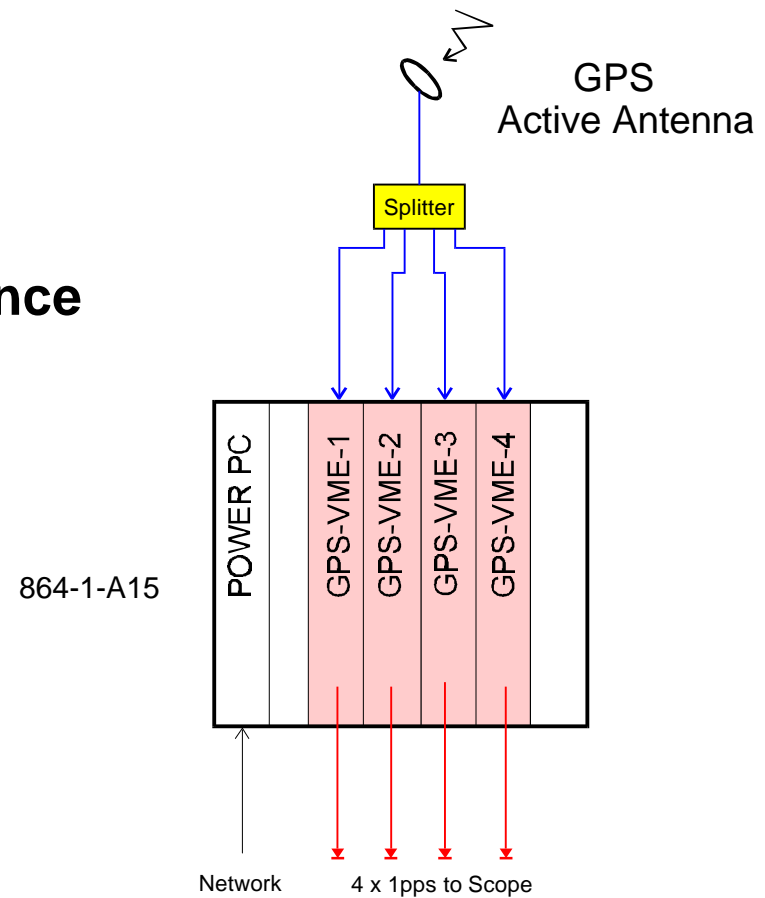 GPS
Active Antenna
Splitter
nce
POWER PC
GPS-VME-1
GPS-VME-2
GPS-VME-3
GPS-VME-4
864-1-A15
Network
4 x 1pps to Scope